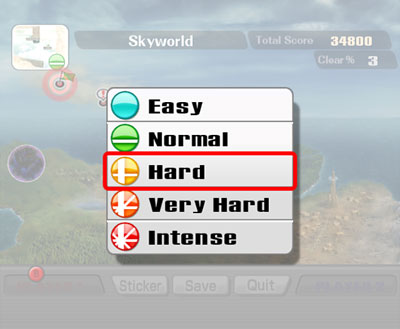 Skyworld
Total Score 34800
Clear% 3
Easy
Normal
Hard
Very Hard
Intense
Sticker Save Quit